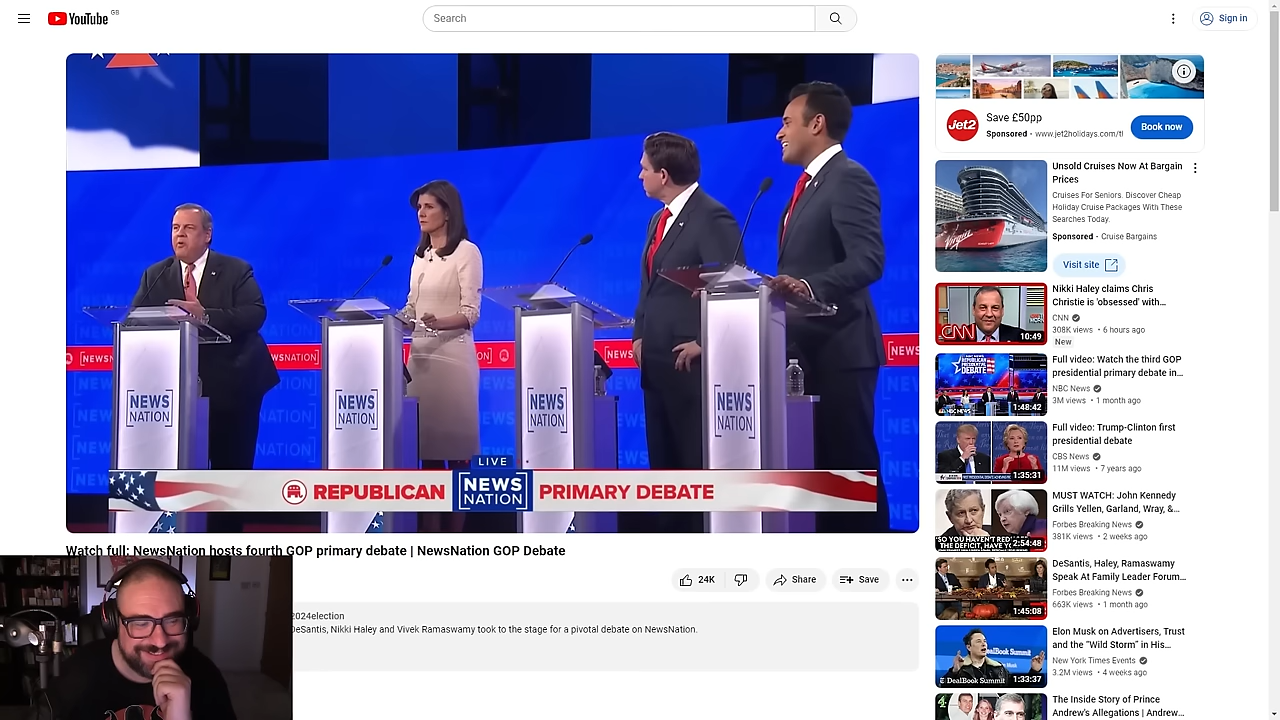 YouTube GB
Search
Sign in
NEWS NATION
NEWS NATION
NEWS NATION
NEWS NATION
LIVE
REPUBLICAN NEWS NATION PRIMARY DEBATE
Watch full: NewsNation hosts fourth GOP primary debate | NewsNation GOP Debate
24K
Share
Save
2024election
DeSantis, Nikki Haley and Vivek Ramaswamy took to the stage for a pivotal debate on NewsNation.
Jet2
Save £50pp
Sponsored · www.jet2holidays.com/tl
Book now
Virgin
Unsold Cruises Now At Bargain
Prices
Cruises For Seniors. Discover Cheap
Holiday Cruise Packages With These
Searches Today.
Sponsored · Cruise Bargains
Visit site
CNN
10:49
Nikki Haley claims Chris
Christie is 'obsessed' with…
CNN
308K views • 6 hours ago
New
REPUBLICAN
PRESIDENTIAL
DEBATE
1:48:42
Full video: Watch the third GOP
presidential primary debate in…
NBC News
3M views • 1 month ago
1:35:31
Full video: Trump-Clinton first
presidential debate
CBS News
11M views • 7 years ago
2:54:48
MUST WATCH: John Kennedy
Grills Yellen, Garland, Wray, &…
Forbes Breaking News
381K views • 2 weeks ago
1:45:08
DeSantis, Haley, Ramaswamy
Speak At Family Leader Forum…
Forbes Breaking News
663K views • 1 month ago
DealBook Summit
1:33:37
Elon Musk on Advertisers, Trust
and the “Wild Storm” in His…
New York Times Events
3.2M views • 4 weeks ago
4
The Inside Story of Prince
Andrew's Allegations | Andrew…